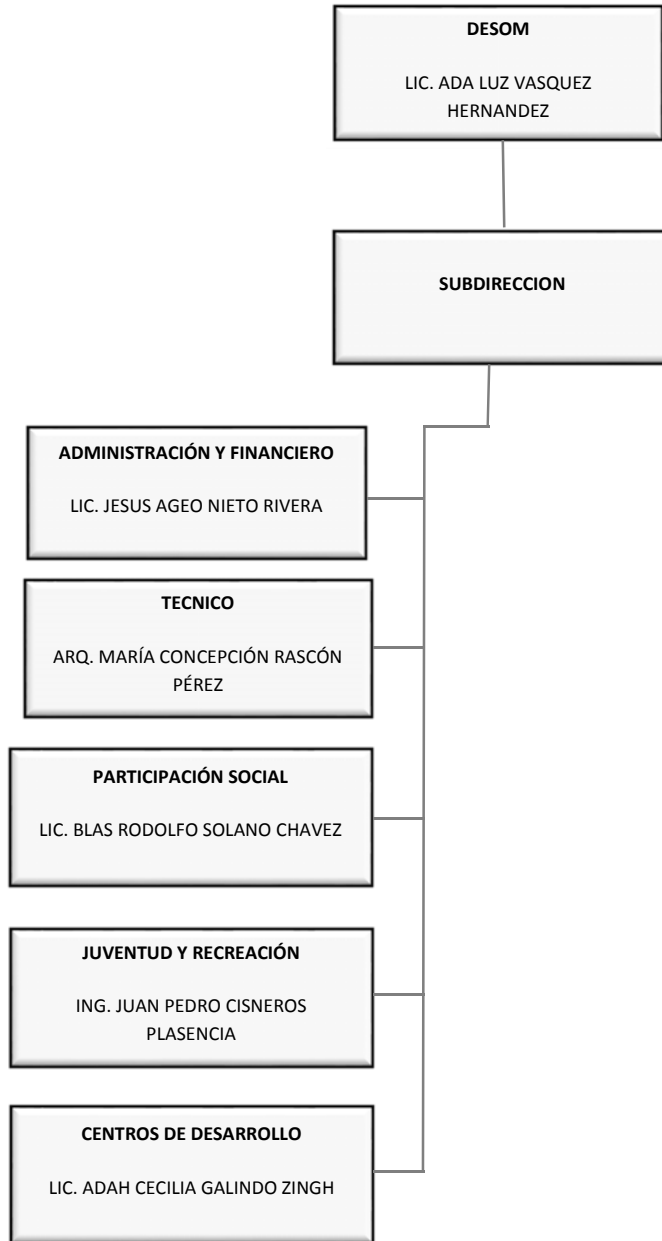 DESOM
LIC. ADA LUZ VASQUEZ
HERNANDEZ
SUBDIRECCION
ADMINISTRACIÓN Y FINANCIERO
LIC. JESUS AGEO NIETO RIVERA
TECNICO
ARQ. MARÍA CONCEPCIÓN RASCÓN
PÉREZ
PARTICIPACIÓN SOCIAL
LIC. BLAS RODOLFO SOLANO CHAVEZ
JUVENTUD Y RECREACIÓN
ING. JUAN PEDRO CISNEROS
PLASENCIA
CENTROS DE DESARROLLO
LIC. ADAH CECILIA GALINDO ZINGH